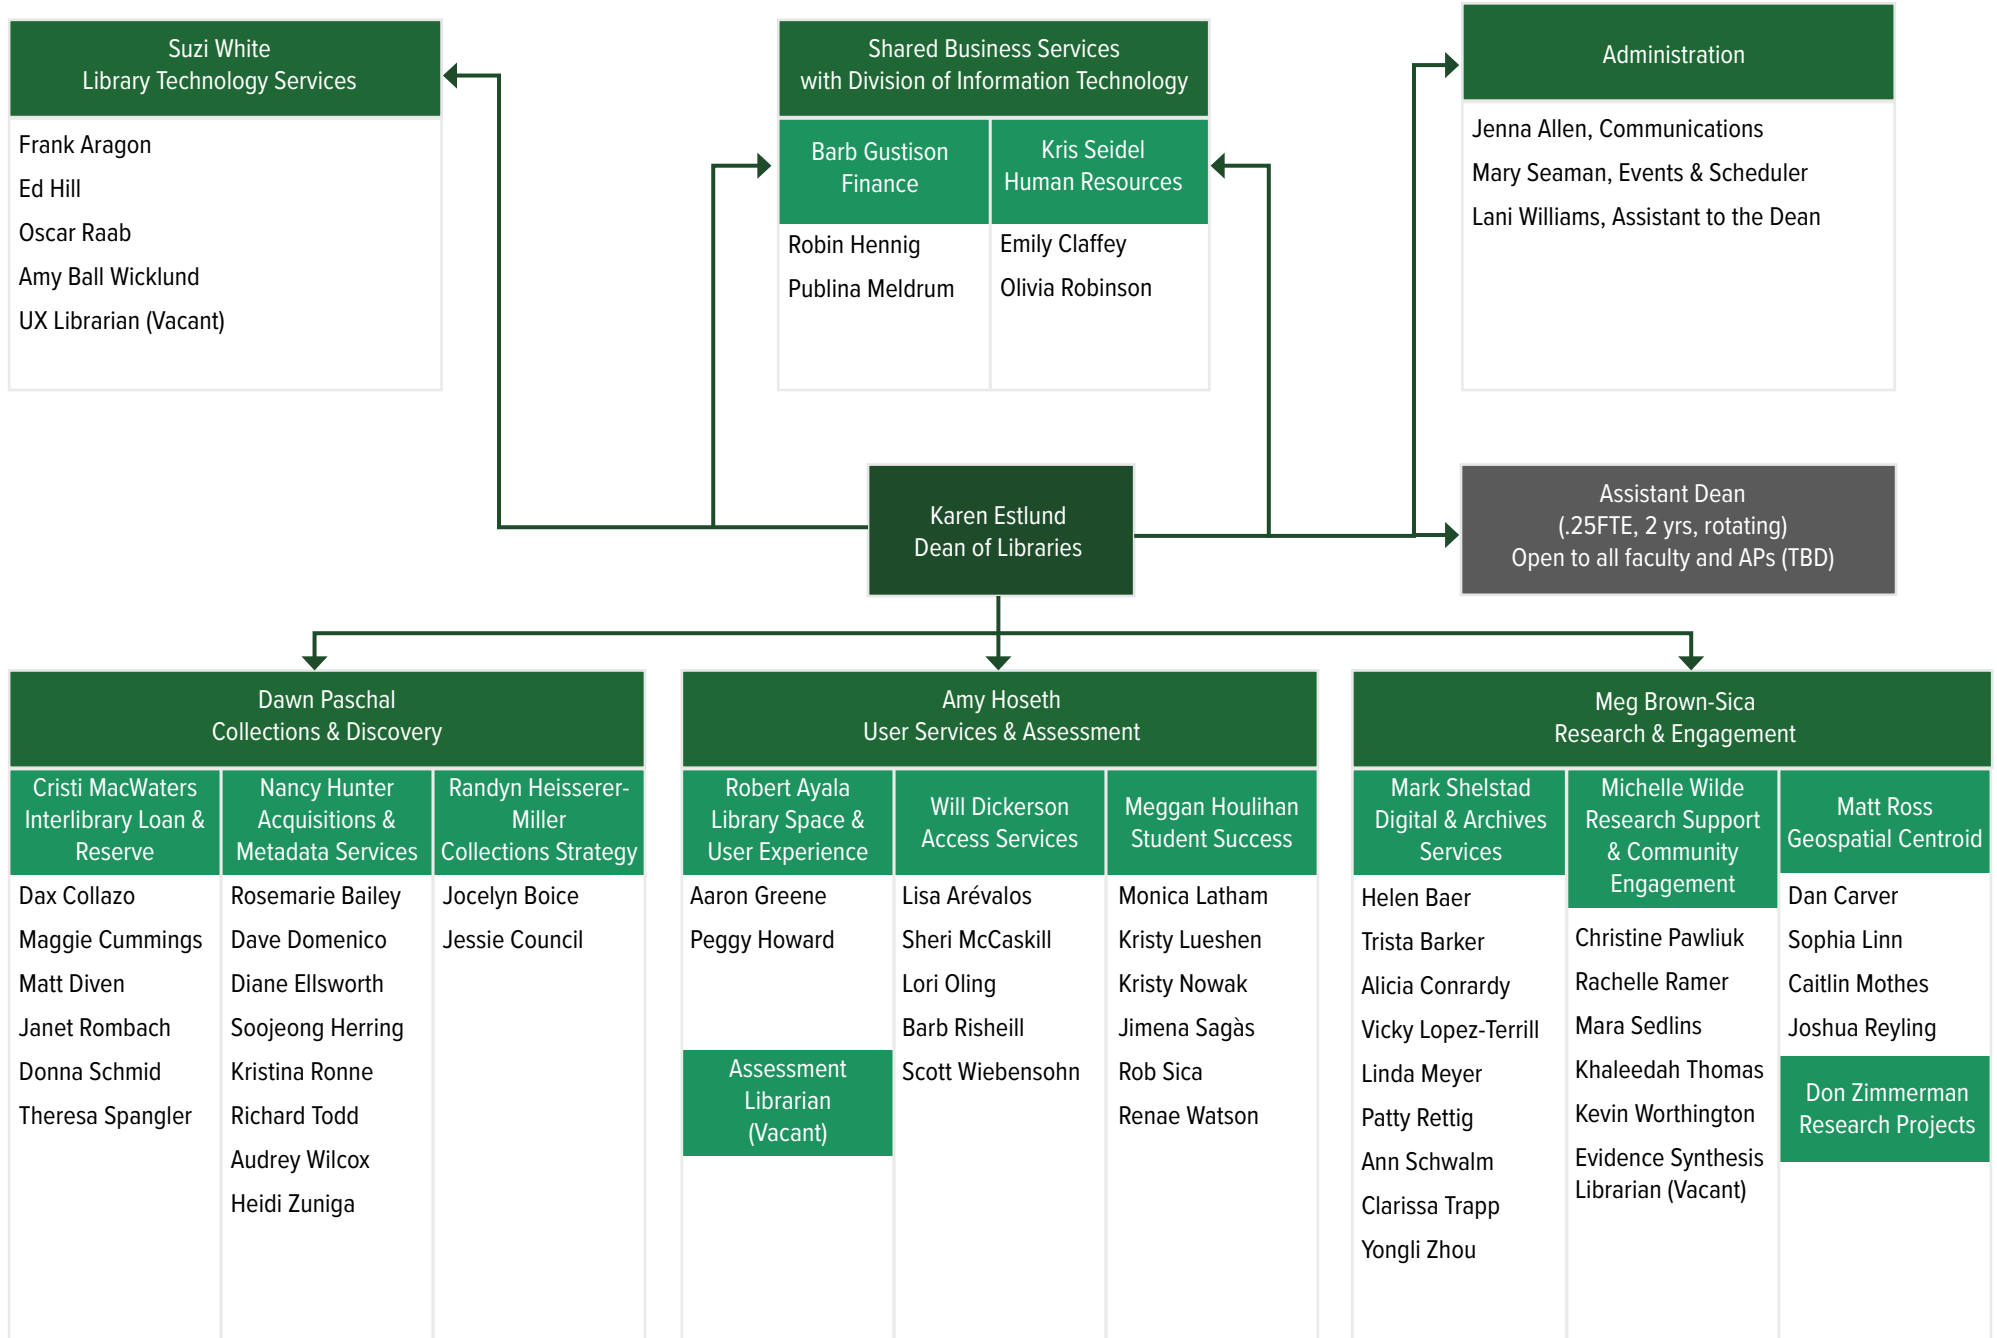 Suzi White
Library Technology Services
Frank Aragon
Ed Hill
Oscar Raab
Amy Ball Wicklund
UX Librarian (Vacant)
Shared Business Services
with Division of Information Technology
Barb Gustison
Finance
Robin Hennig
Publina Meldrum
Kris Seidel
Human Resources
Emily Claffey
Olivia Robinson
Administration
Jenna Allen, Communications
Mary Seaman, Events & Scheduler
Lani Williams, Assistant to the Dean
Karen Estlund
Dean of Libraries
Assistant Dean
(.25FTE, 2 yrs, rotating)
Open to all faculty and APs (TBD)
Dawn Paschal
Collections & Discovery
Cristi MacWaters
Interlibrary Loan &
Reserve
Dax Collazo
Maggie Cummings
Matt Diven
Janet Rombach
Donna Schmid
Theresa Spangler
Nancy Hunter
Acquisitions &
Metadata Services
Rosemarie Bailey
Dave Domenico
Diane Ellsworth
Soojeong Herring
Kristina Ronne
Richard Todd
Audrey Wilcox
Heidi Zuniga
Randyn Heisserer-
Miller
Collections Strategy
Jocelyn Boice
Jessie Council
Amy Hoseth
User Services & Assessment
Robert Ayala
Library Space &
User Experience
Aaron Greene
Peggy Howard
Assessment
Librarian
(Vacant)
Will Dickerson
Access Services
Lisa Arévalos
Sheri McCaskill
Lori Oling
Barb Risheill
Scott Wiebensohn
Meggan Houlihan
Student Success
Monica Latham
Kristy Lueshen
Kristy Nowak
Jimena Sagàs
Rob Sica
Renae Watson
Meg Brown-Sica
Research & Engagement
Mark Shelstad
Digital & Archives
Services
Helen Baer
Trista Barker
Alicia Conrardy
Vicky Lopez-Terrill
Linda Meyer
Patty Rettig
Ann Schwalm
Clarissa Trapp
Yongli Zhou
Michelle Wilde
Research Support
& Community
Engagement
Christine Pawliuk
Rachelle Ramer
Mara Sedlins
Khaleedah Thomas
Kevin Worthington
Evidence Synthesis
Librarian (Vacant)
Matt Ross
Geospatial Centroid
Dan Carver
Sophia Linn
Caitlin Mothes
Joshua Reyling
Don Zimmerman
Research Projects